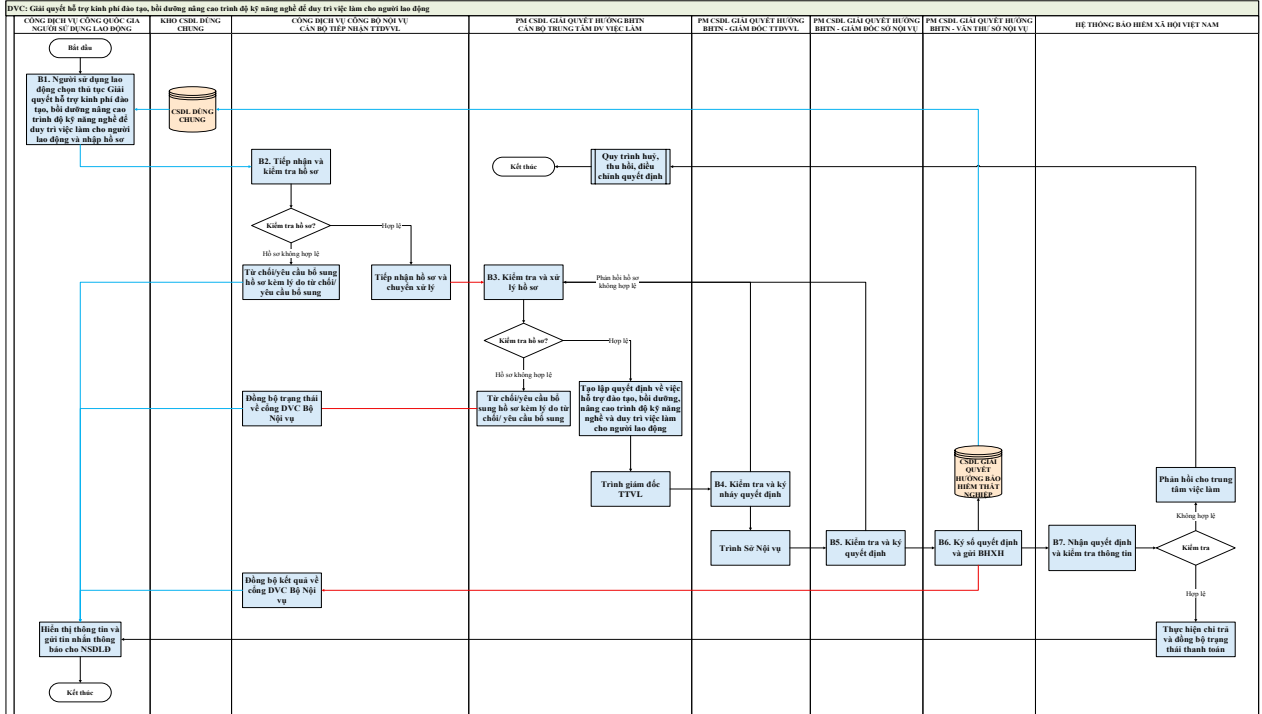 DVC: Giải quyết hỗ trợ kinh phí đào tạo, bồi dưỡng nâng cao trình độ kỹ năng nghề để duy trì việc làm cho người lao động
CỔNG DỊCH VỤ CÔNG QUỐC GIA
NGƯỜI SỬ DỤNG LAO ĐỘNG
KHO CSDL DÙNG
CHUNG
CỔNG DỊCH VỤ CÔNG BỘ NỘI VỤ
CÁN BỘ TIẾP NHẬN TTDVVL
PM CSDL GIẢI QUYẾT HƯỞNG BHTN
CÁN BỘ TRUNG TÂM DV VIỆC LÀM
PM CSDL GIẢI QUYẾT HƯỞNG
BHTN - GIÁM ĐỐC TTDVVL
PM CSDL GIẢI QUYẾT HƯỞNG
BHTN - GIÁM ĐỐC SỞ NỘI VỤ
PM CSDL GIẢI QUYẾT HƯỞNG
BHTN - VĂN THƯ SỞ NỘI VỤ
HỆ THỐNG BẢO HIỂM XÃ HỘI VIỆT NAM
Bắt đầu
B1. Người sử dụng lao
động chọn thủ tục Giải
quyết hỗ trợ kinh phí đào
tạo, bồi dưỡng nâng cao
trình độ kỹ năng nghề để
duy trì việc làm cho người
lao động và nhập hồ sơ
CSDL DÙNG
CHUNG
B2. Tiếp nhận và
kiểm tra hồ sơ
Kết thúc
Quy trình huỷ,
thu hồi, điều
chỉnh quyết định
Kiểm tra hồ sơ?
Hợp lệ
Hồ sơ không hợp lệ
Từ chối/yêu cầu bổ sung
hồ sơ kèm lý do từ chối/
yêu cầu bổ sung
Tiếp nhận hồ sơ và
chuyển xử lý
B3. Kiểm tra và xử
lý hồ sơ
Phản hồi hồ sơ
không hợp lệ
Kiểm tra hồ sơ?
Hợp lệ
Hồ sơ không hợp lệ
Đồng bộ trạng thái
về cổng DVC Bộ
Nội vụ
Từ chối/yêu cầu bổ
sung hồ sơ kèm lý do từ
chối/ yêu cầu bổ sung
Tạo lập quyết định về việc
hỗ trợ đào tạo, bồi dưỡng,
nâng cao trình độ kỹ năng
nghề và duy trì việc làm
cho người lao động
Trình giám đốc
TTVL
B4. Kiểm tra và ký
nháy quyết định
CSDL GIẢI
QUYẾT
HƯỞNG BẢO
HIỂM THẤT
NGHIỆP
Phản hồi cho trung
tâm việc làm
Không hợp lệ
Trình Sở Nội vụ
B5. Kiểm tra và ký
quyết định
B6. Ký số quyết định
và gửi BHXH
B7. Nhận quyết định
và kiểm tra thông tin
Kiểm tra
Hợp lệ
Đồng bộ kết quả về
cổng DVC Bộ Nội
vụ
Hiển thị thông tin và
gửi tin nhắn thông
báo cho NSDLĐ
Thực hiện chi trả
và đồng bộ trạng
thái thanh toán
Kết thúc